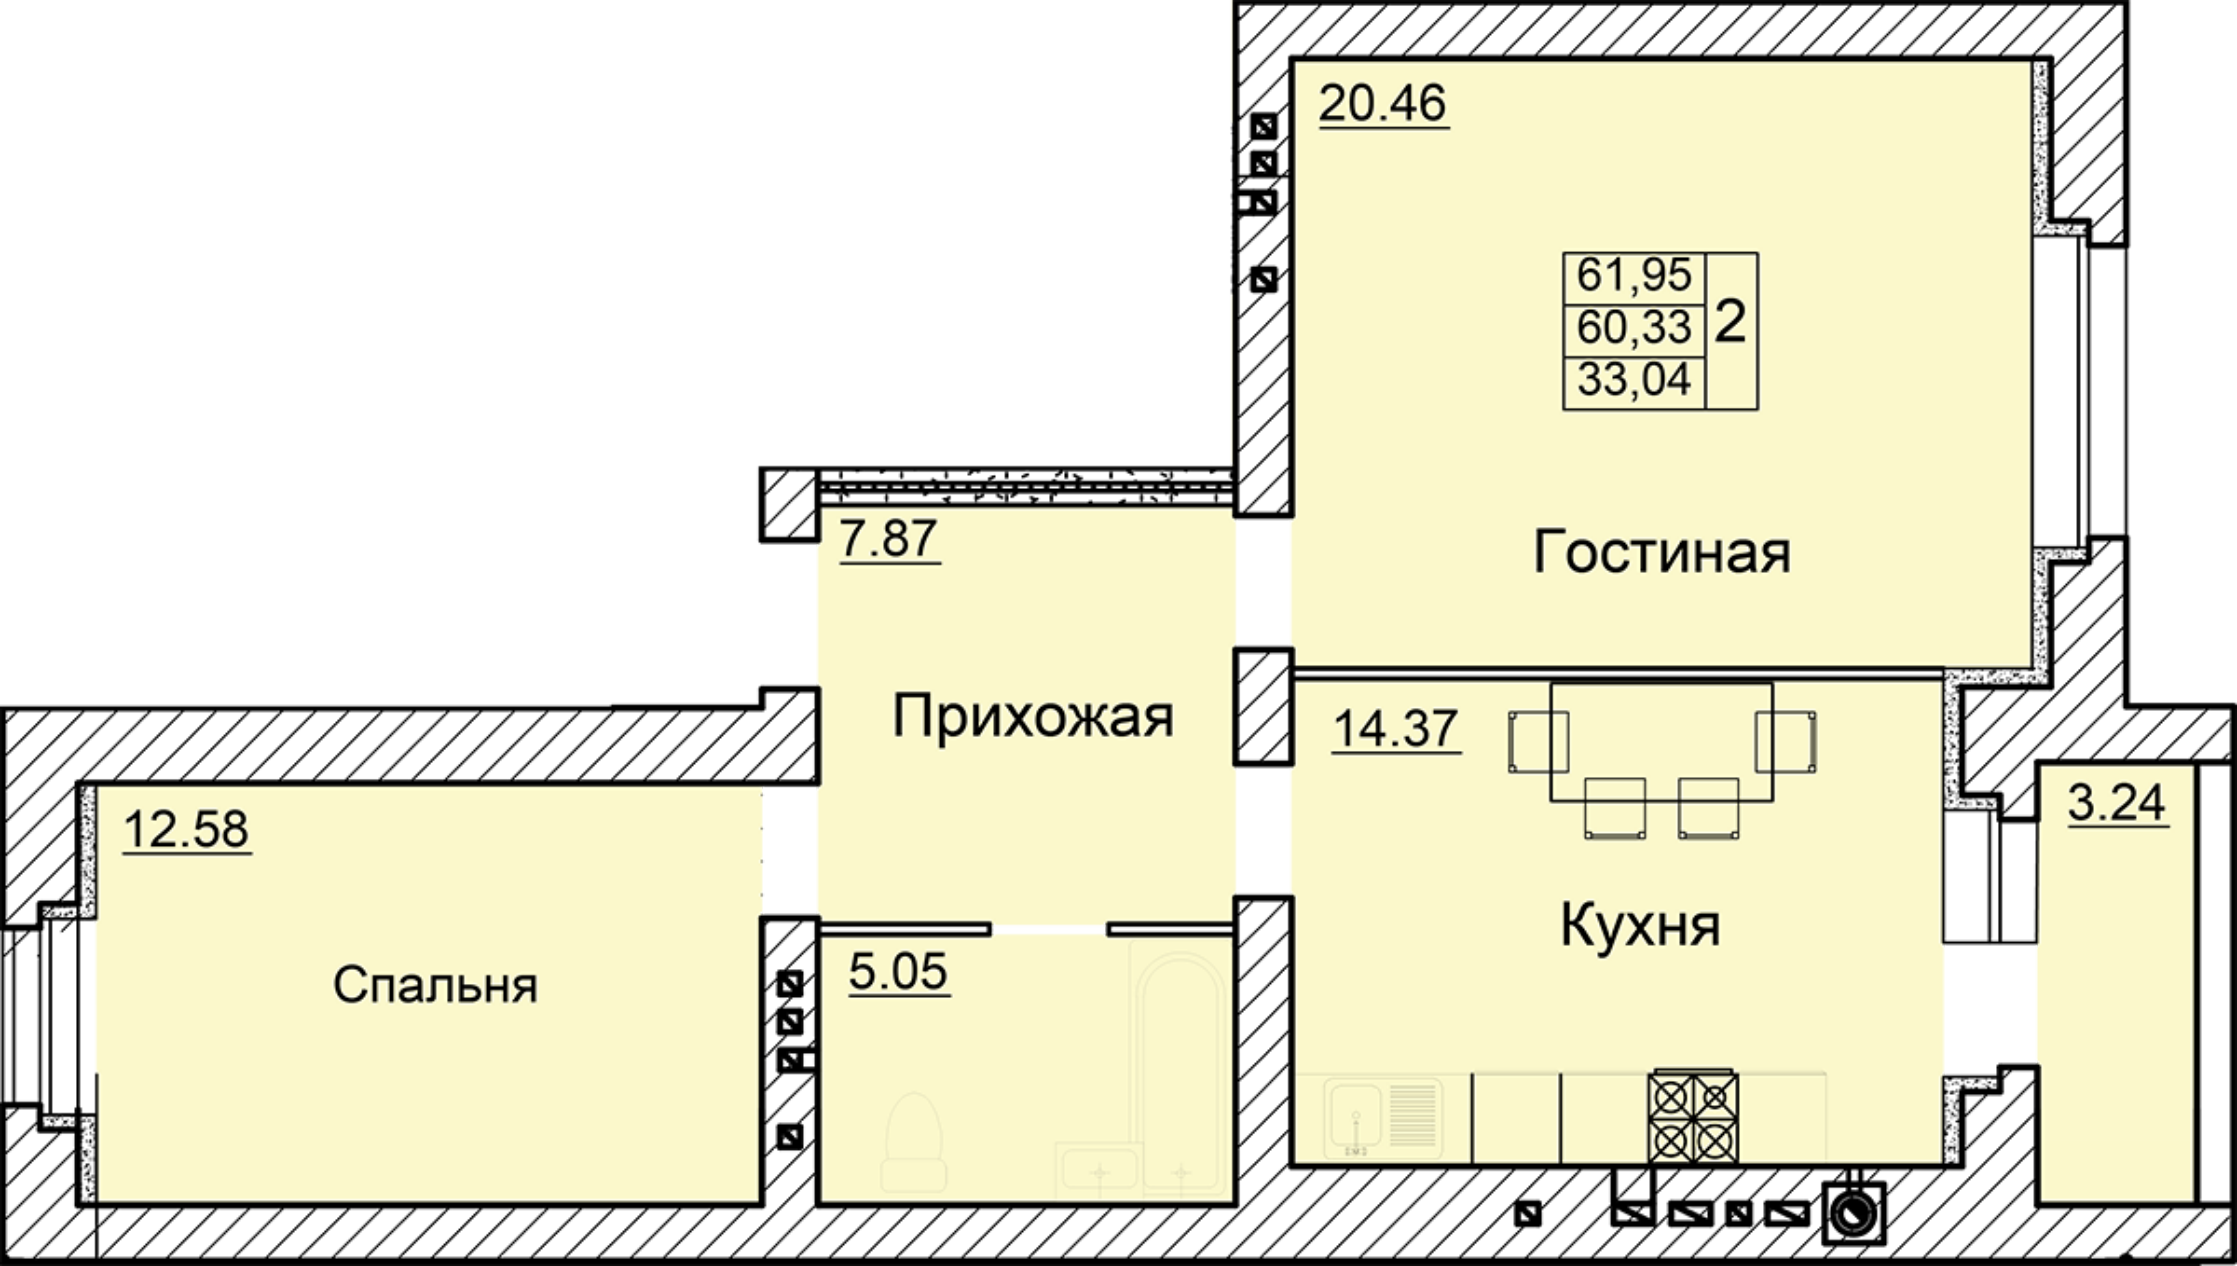 20.46
61,95
60,33
33,04
2
Гостиная
7.87
Прихожая
14.37
3.24
12.58
Кухня
5.05
Спальня